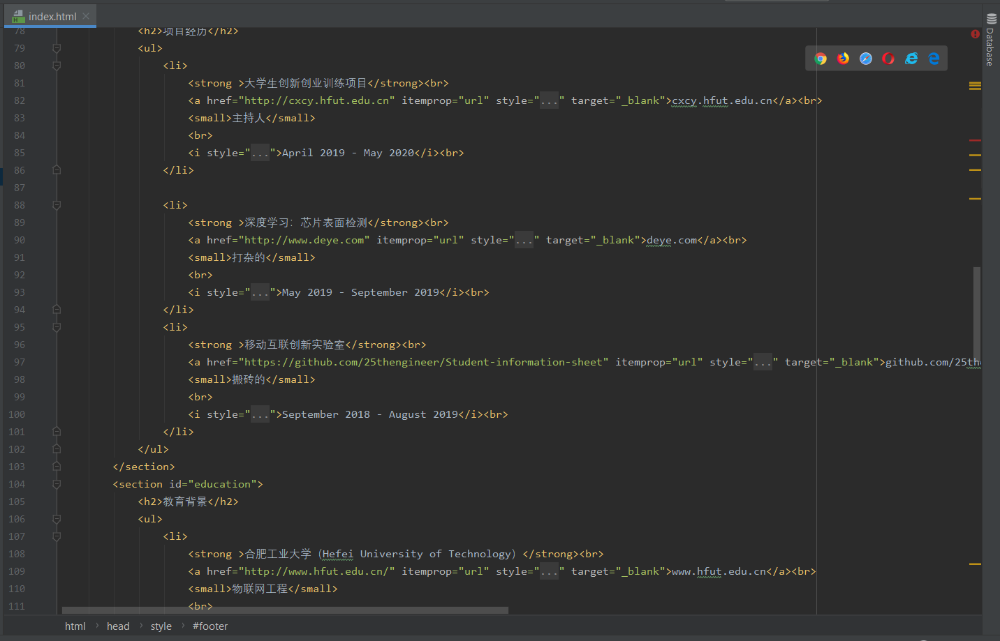 index.html
78 <h2>项目经历</h2>
79 <ul>
80 <li>
81 <strong >大学生创新创业训练项目</strong><br>
82 <a href="http://cxcy.hfut.edu.cn" itemprop="url" style="..." target="_blank">cxcy.hfut.edu.cn</a><br>
83 <small>主持人</small>
84 <br>
85 <i style="...">April 2019 - May 2020</i><br>
86 </li>
87
88 <li>
89 <strong >深度学习：芯片表面检测</strong><br>
90 <a href="http://www.deye.com" itemprop="url" style="..." target="_blank">deye.com</a><br>
91 <small>打杂的</small>
92 <br>
93 <i style="...">May 2019 - September 2019</i><br>
94 </li>
95 <li>
96 <strong >移动互联创新实验室</strong><br>
97 <a href="https://github.com/25thengineer/Student-information-sheet" itemprop="url" style="..." target="_blank">github.com/25the
98 <small>搬砖的</small>
99 <br>
100 <i style="...">September 2018 - August 2019</i><br>
101 </li>
102 </ul>
103 </section>
104 <section id="education">
105 <h2>教育背景</h2>
106 <ul>
107 <li>
108 <strong >合肥工业大学（Hefei University of Technology）</strong><br>
109 <a href="http://www.hfut.edu.cn/" itemprop="url" style="..." target="_blank">www.hfut.edu.cn</a><br>
110 <small>物联网工程</small>
111 <br>
html › head › style › #footer
Database